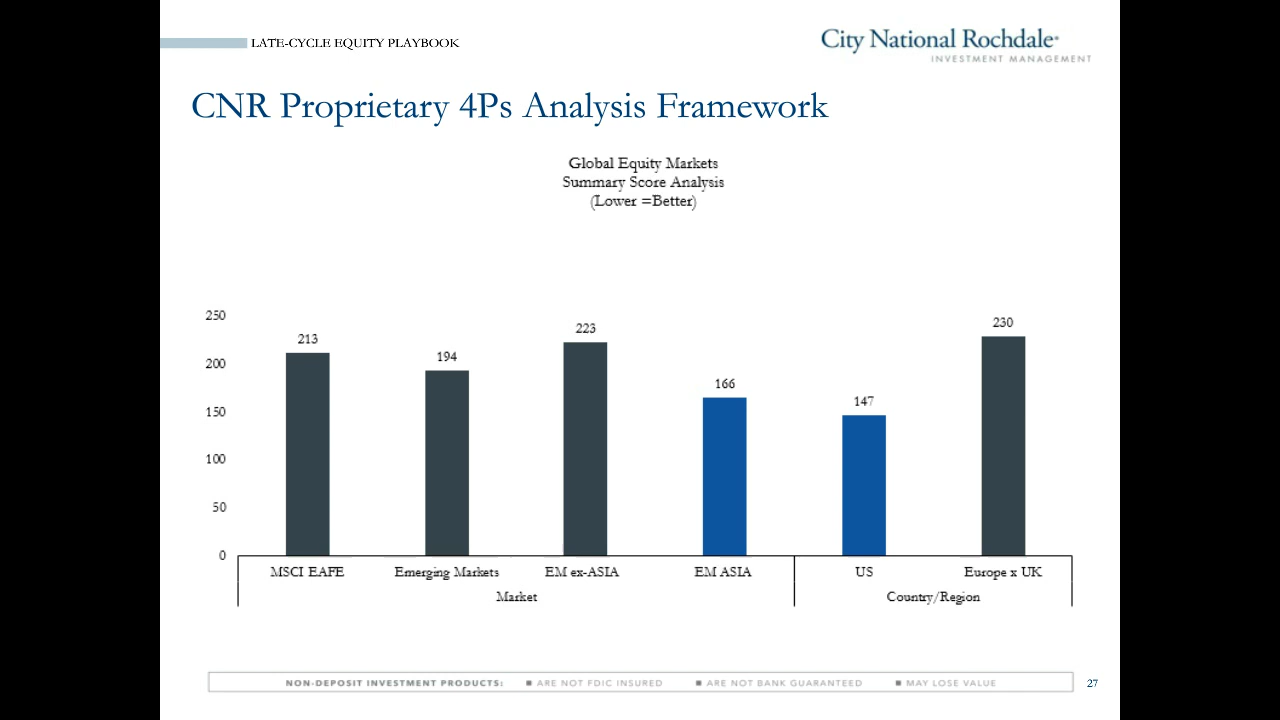 LATE-CYCLE EQUITY PLAYBOOK
City National Rochdale
INVESTMENT MANAGEMENT
CNR Proprietary 4Ps Analysis Framework
Global Equity Markets
Summary Score Analysis
(Lower =Better)
250
200
150
100
50
0
213
194
223
166
147
230
MSCI EAFE
Emerging Markets
EM ex-ASIA
EM ASIA
US
Europe x UK
Market
Country/Region
NON-DEPOSIT INVESTMENT PRODUCTS: ■ ARE NOT FDIC INSURED ■ ARE NOT BANK GUARANTEED ■ MAY LOSE VALUE
27